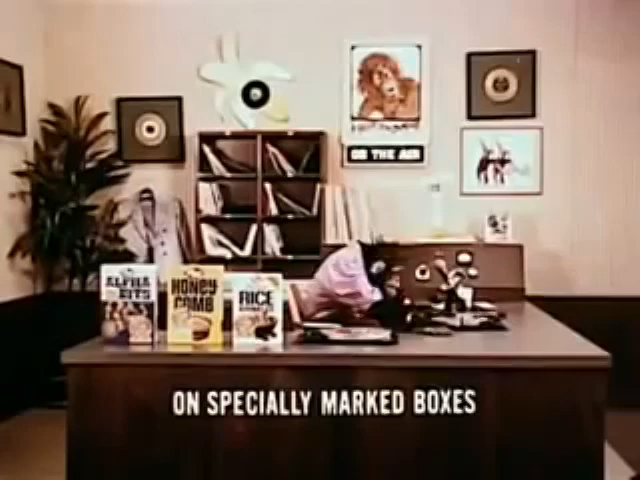 ON THE AIR
ALPHA
BITS
HONEY
COMB
RICE
ON SPECIALLY MARKED BOXES